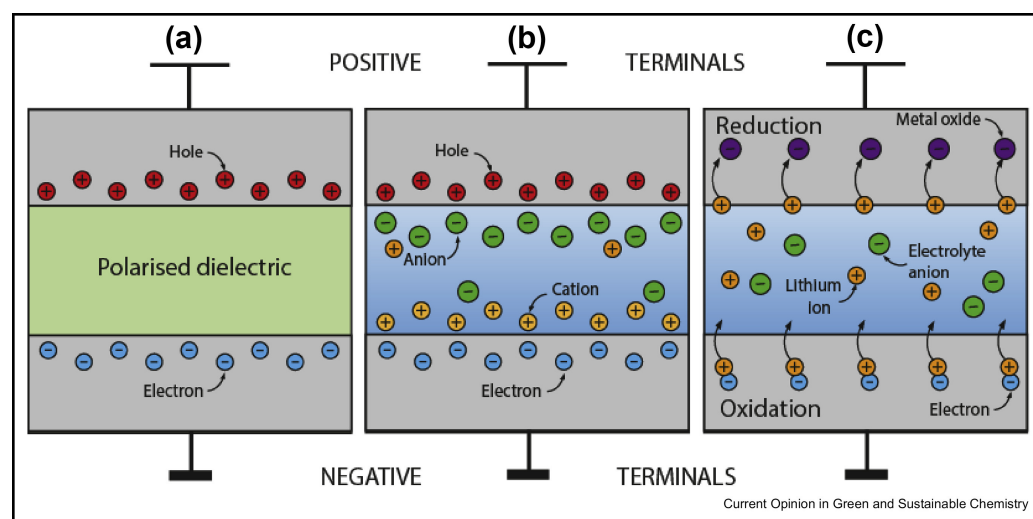 (a)
(b)
(c)
POSITIVE
TERMINALS
Hole
Polarised dielectric
Electron
Hole
Anion
Cation
Electron
Reduction
Metal oxide
Electrolyte
anion
Lithium
ion
Oxidation
Electron
NEGATIVE
TERMINALS
Current Opinion in Green and Sustainable Chemistry